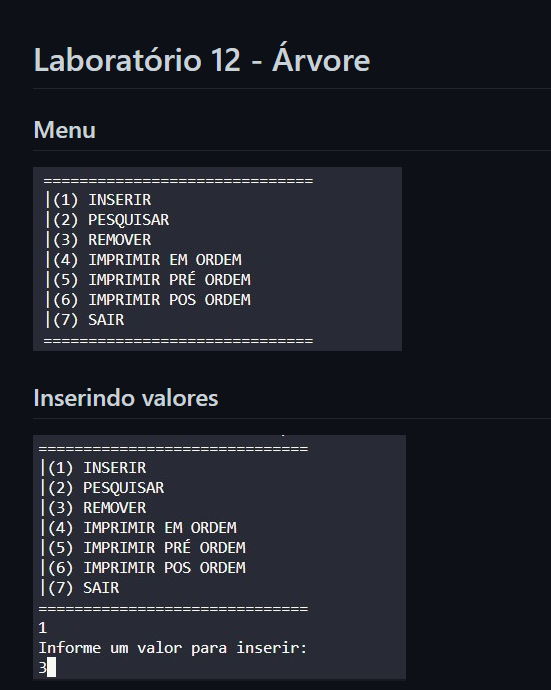 Laboratório 12 - Árvore
Menu
==============================
|(1) INSERIR
|(2) PESQUISAR
|(3) REMOVER
|(4) IMPRIMIR EM ORDEM
|(5) IMPRIMIR PRÉ ORDEM
|(6) IMPRIMIR POS ORDEM
|(7) SAIR
==============================
Inserindo valores
==============================
|(1) INSERIR
|(2) PESQUISAR
|(3) REMOVER
|(4) IMPRIMIR EM ORDEM
|(5) IMPRIMIR PRÉ ORDEM
|(6) IMPRIMIR POS ORDEM
|(7) SAIR
==============================
1
Informe um valor para inserir:
3